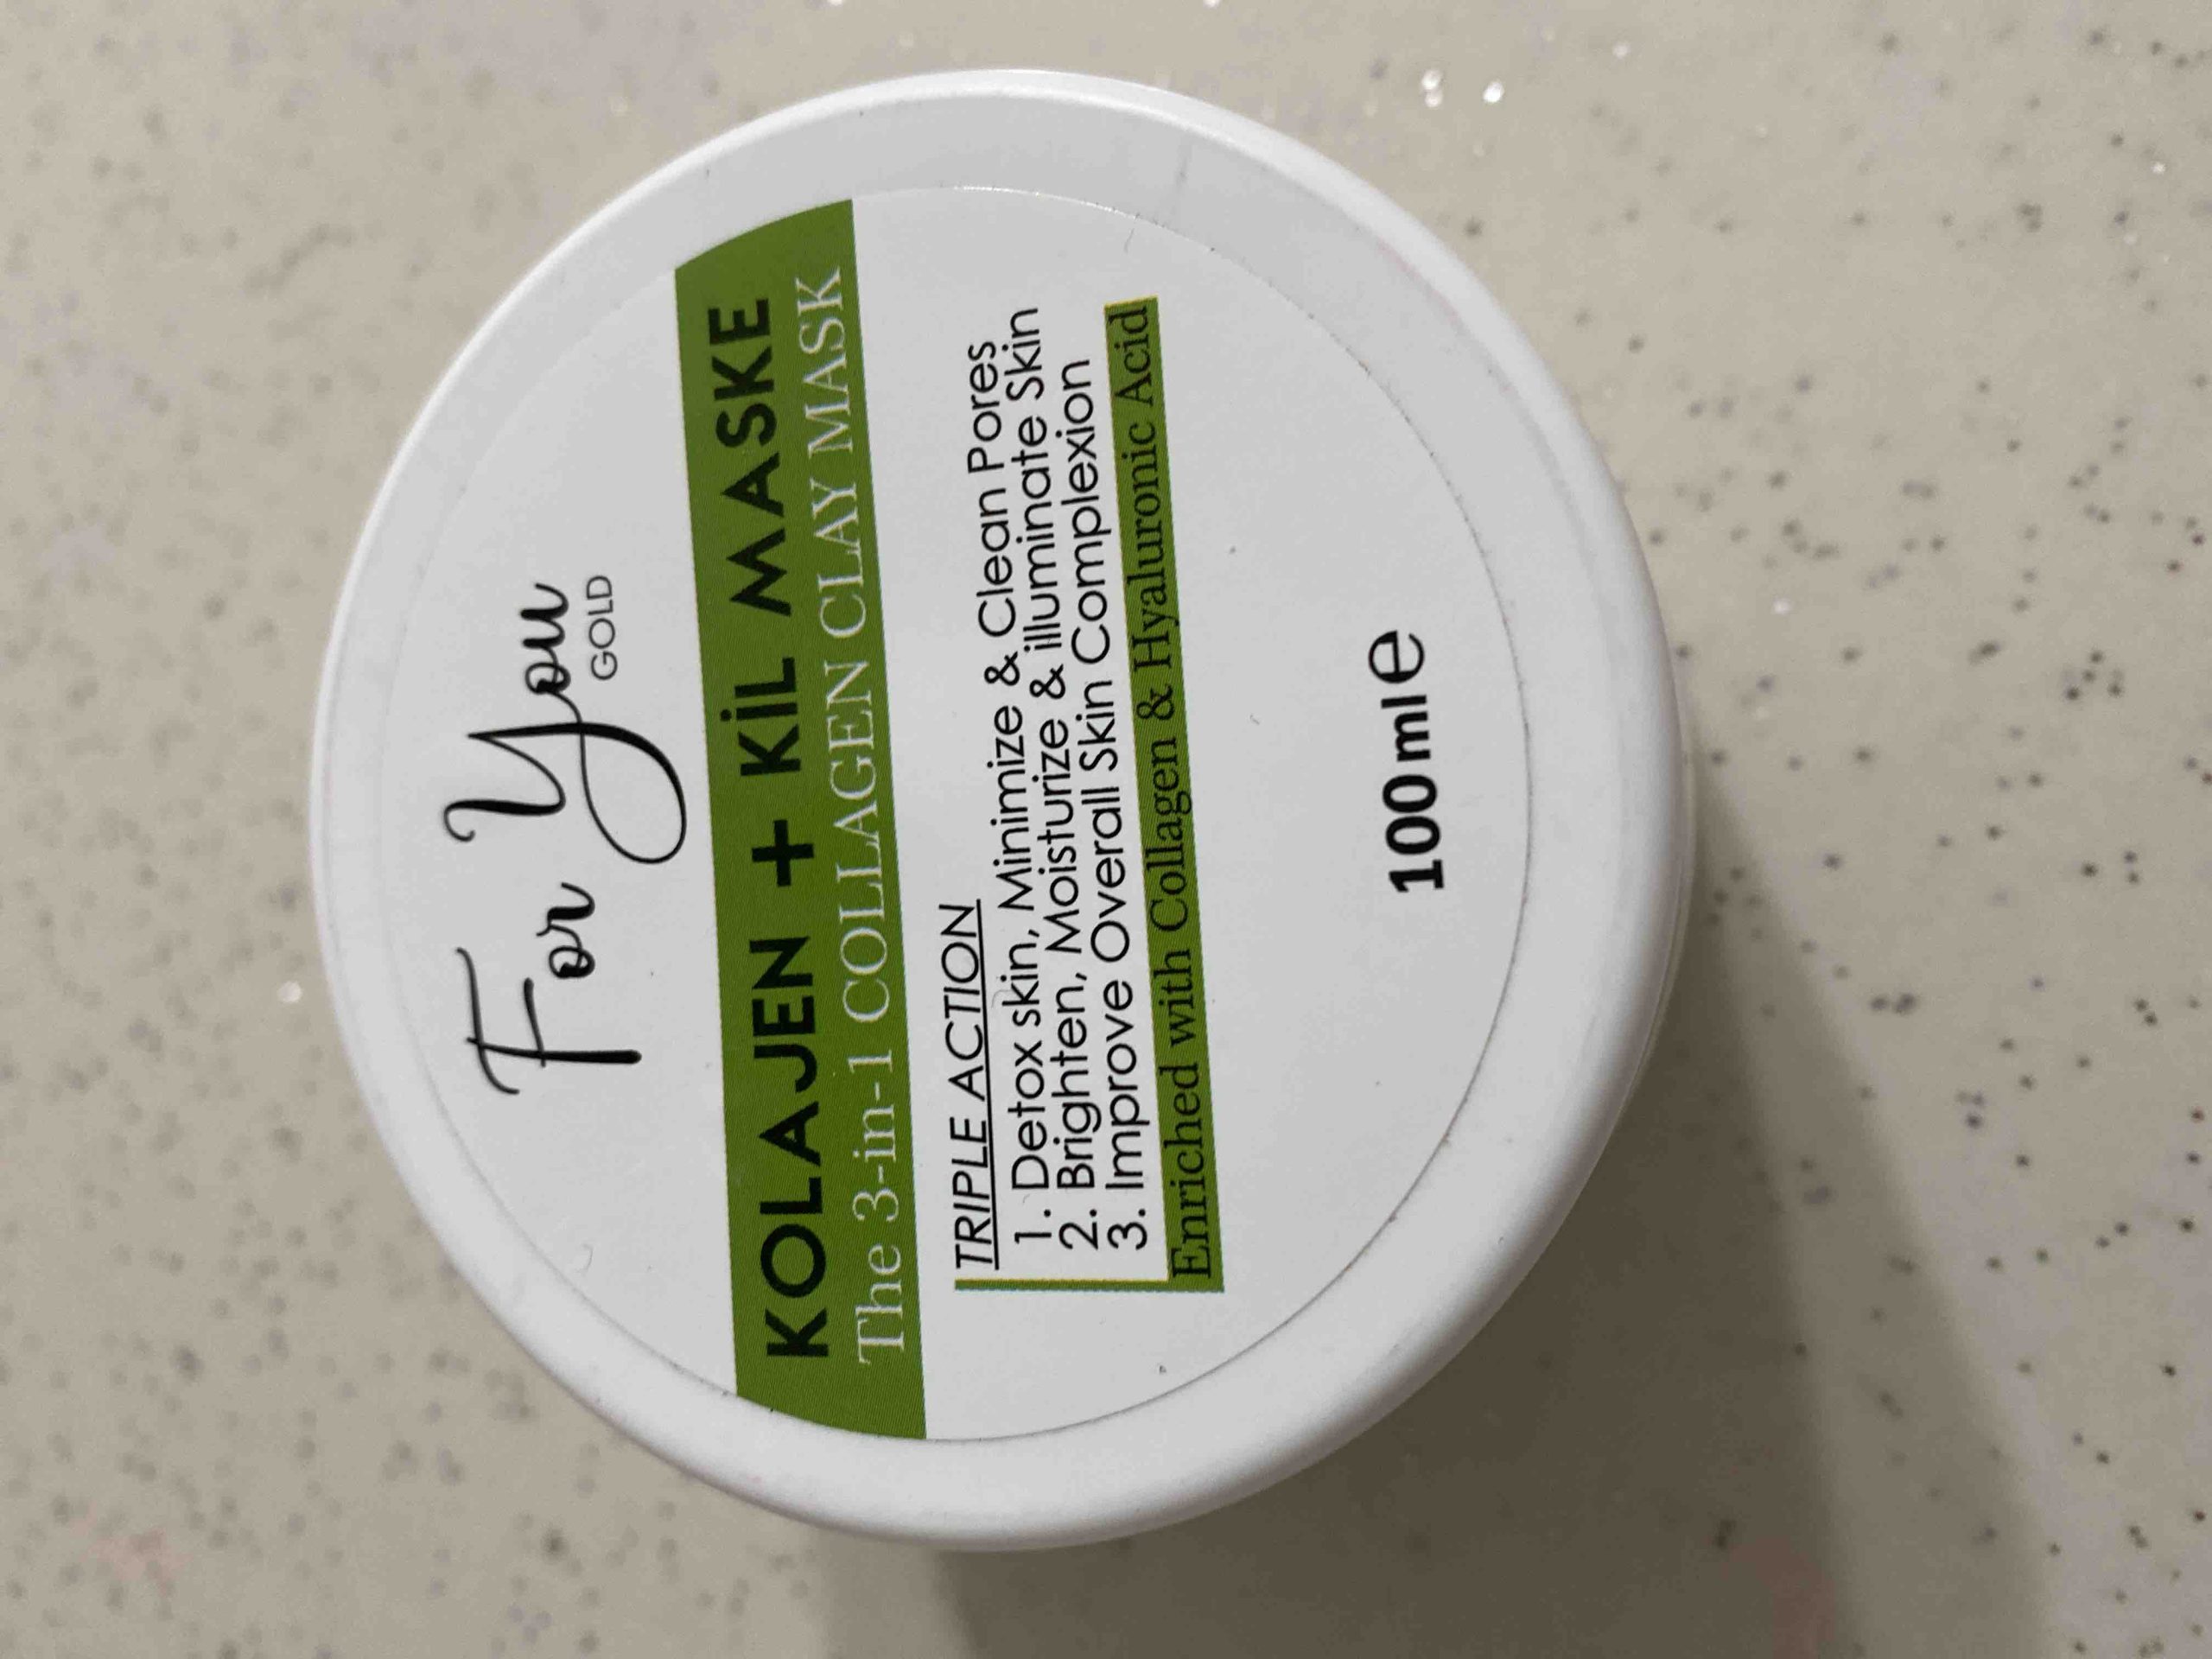 For You
GOLD
KOLAJEN + KİL MASKE
The 3-in-1 COLLAGEN CLAY MASK
TRIPLE ACTION
1. Detox skin, Minimize & Clean Pores
2. Brighten, Moisturize & illuminate Skin
3. Improve Overall Skin Complexion
Enriched with Collagen & Hyaluronic Acid
100ml℮